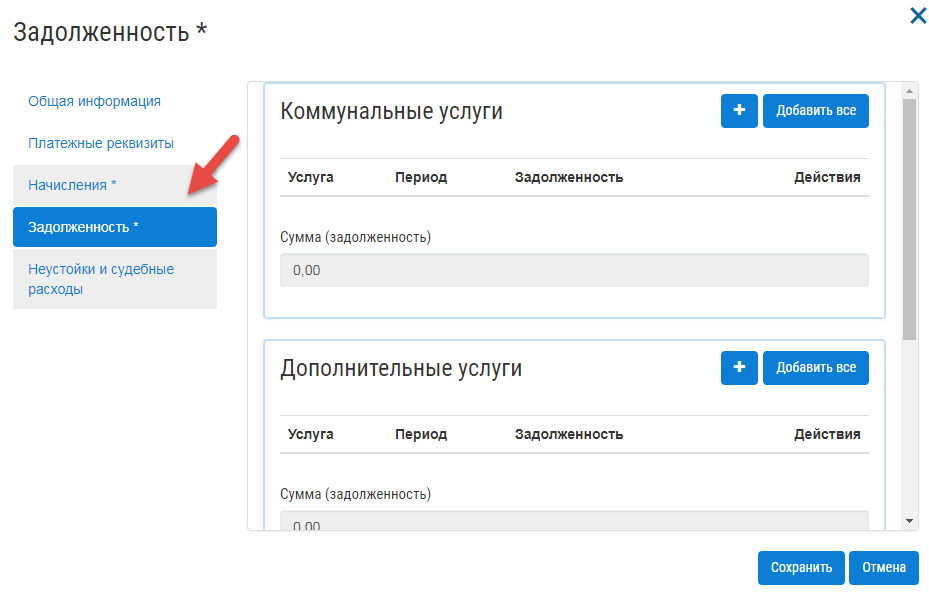 Задолженность *
Общая информация
Платежные реквизиты
Начисления *
Задолженность *
Неустойки и судебные
расходы
Коммунальные услуги
+ Добавить все
Услуга Период Задолженность Действия
Сумма (задолженность)
0,00
Дополнительные услуги
+ Добавить все
Услуга Период Задолженность Действия
Сумма (задолженность)
0,00
Сохранить Отмена